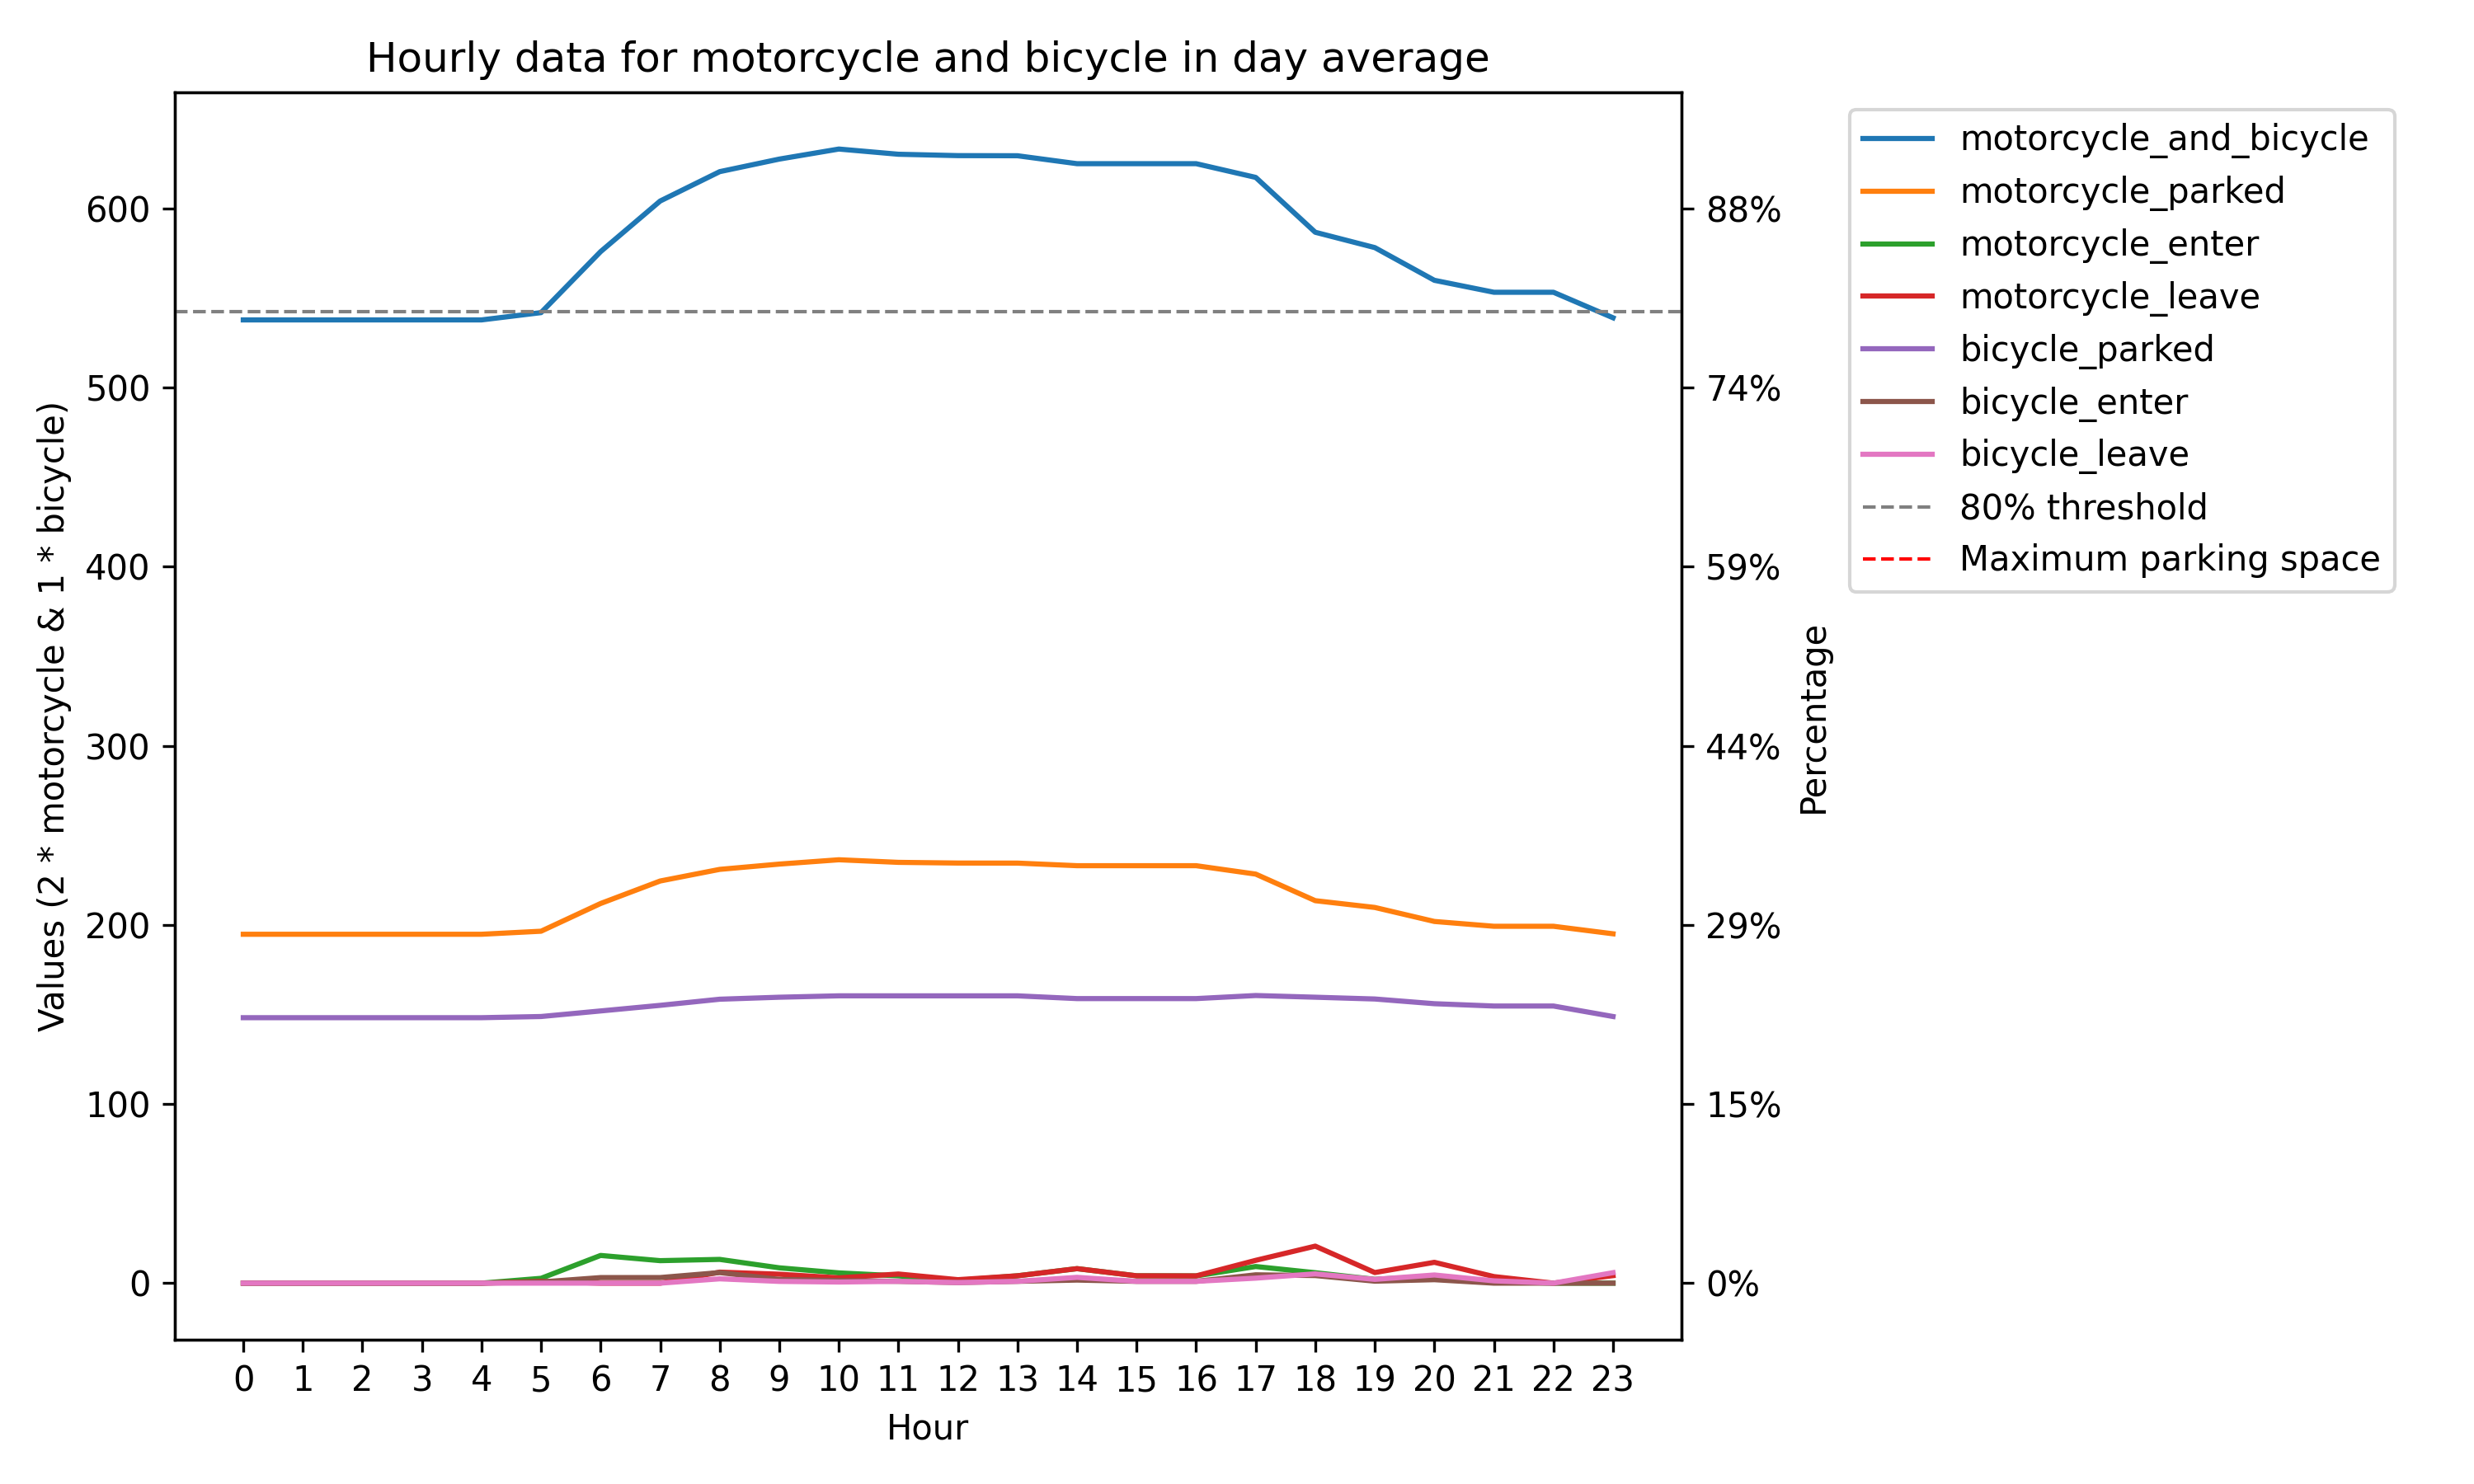 Hourly data for motorcycle and bicycle in day average
Values (2 * motorcycle & 1 * bicycle)
600
500
400
300
200
100
0
88%
74%
59%
44%
29%
15%
0%
Percentage
0 1 2 3 4 5 6 7 8 9 10 11 12 13 14 15 16 17 18 19 20 21 22 23
Hour
motorcycle_and_bicycle
motorcycle_parked
motorcycle_enter
motorcycle_leave
bicycle_parked
bicycle_enter
bicycle_leave
80% threshold
Maximum parking space